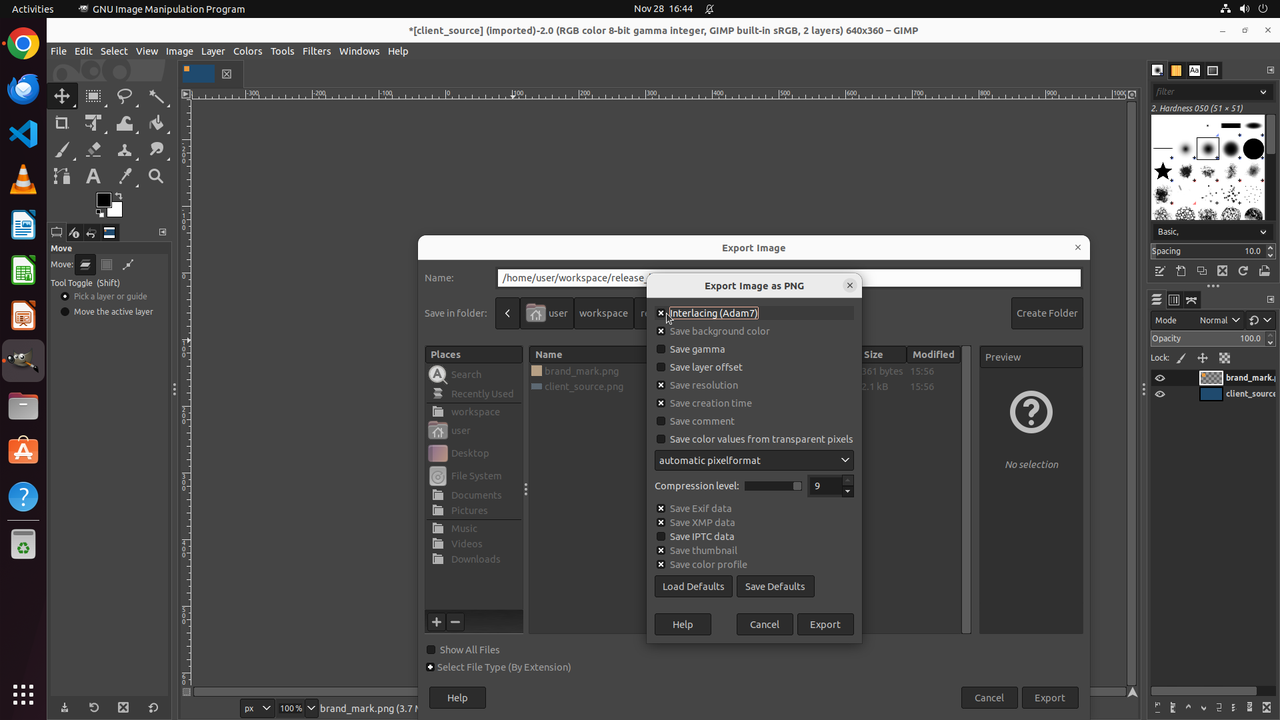 Activities
GNU Image Manipulation Program
Nov 28 16:44
*[client_source] (imported)-2.0 (RGB color 8-bit gamma integer, GIMP built-in sRGB, 2 layers) 640x360 – GIMP
File Edit Select View Image Layer Colors Tools Filters Windows Help
filter
2. Hardness 050 (51 × 51)
Basic,
Spacing 10.0
Mode Normal
Opacity 100.0
Lock:
brand_mark.
client_source
Move
Move:
Tool Toggle (Shift)
Pick a layer or guide
Move the active layer
Export Image
Name: /home/user/workspace/release_
Save in folder: user workspace
Create Folder
Places
Search
Recently Used
workspace
user
Desktop
File System
Documents
Pictures
Music
Videos
Downloads
Name Size Modified
brand_mark.png 361 bytes 15:56
client_source.png 2.1 kB 15:56
Preview
No selection
Export Image as PNG
Interlacing (Adam7)
Save background color
Save gamma
Save layer offset
Save resolution
Save creation time
Save comment
Save color values from transparent pixels
automatic pixelformat
Compression level: 9
Save Exif data
Save XMP data
Save IPTC data
Save thumbnail
Save color profile
Load Defaults Save Defaults
Help Cancel Export
Show All Files
Select File Type (By Extension)
Help Cancel Export
px 100 % brand_mark.png (3.7 M